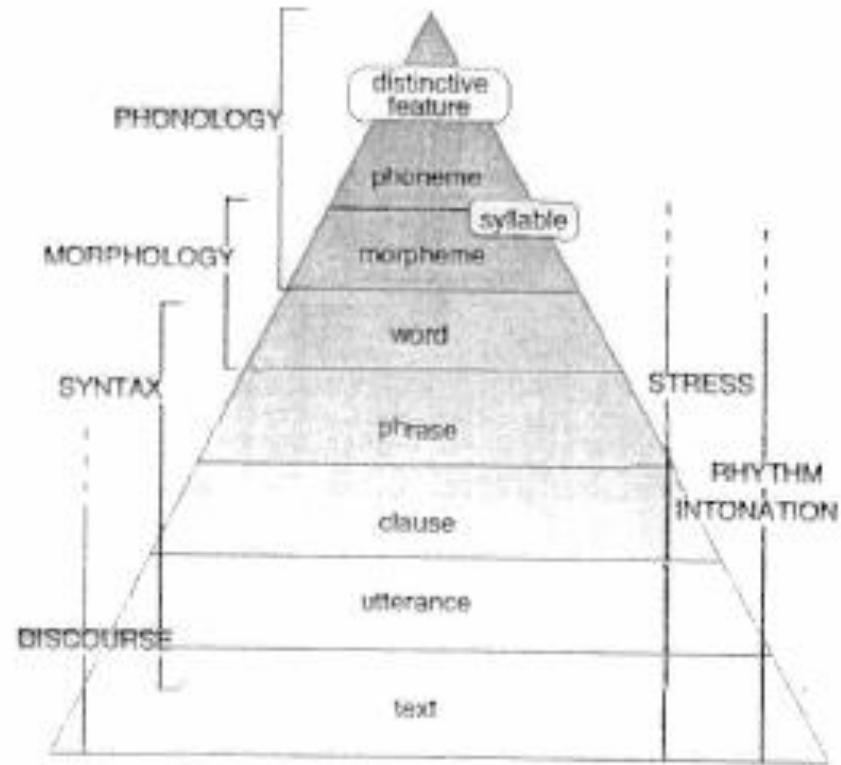 distinctive
feature
PHONOLOGY
phoneme
syllable
MORPHOLOGY
morpheme
word
SYNTAX
STRESS
phrase
RHYTHM
INTONATION
clause
utterance
DISCOURSE
text